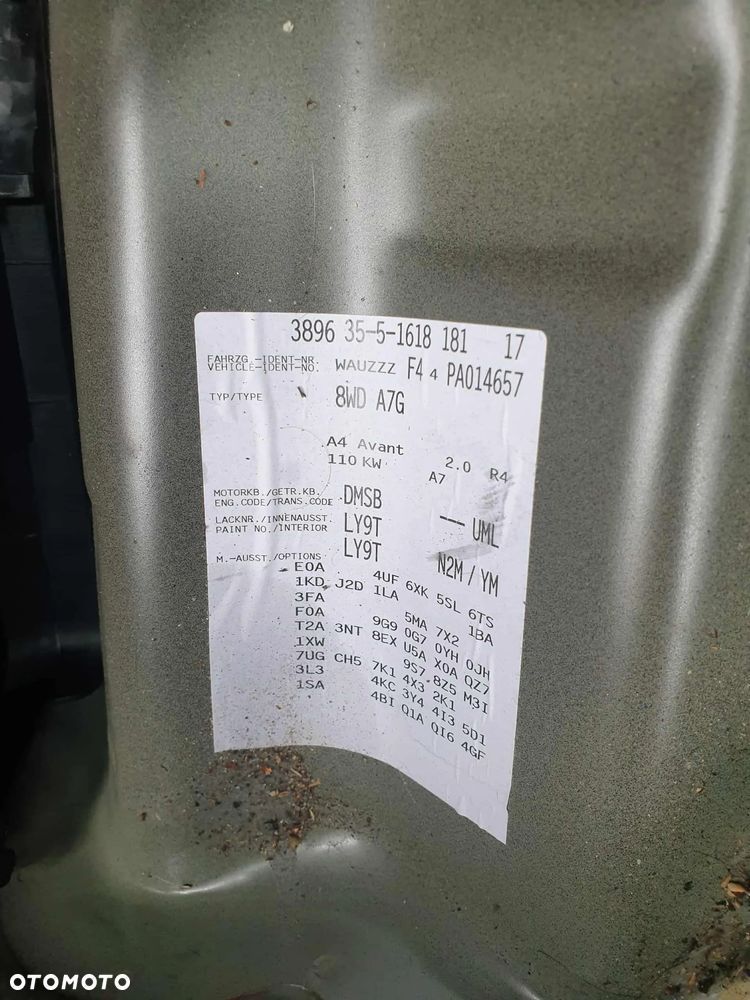 3896 35-5-1618 181 17
FAHRZG.-IDENT-NR.
VEHICLE-IDENT-NO. WAUZZZ F4 4 PA014657
TYP/TYPE 8WD A7G
A4 Avant
110 KW 2.0 R4
A7
MOTORKB./GETR.KB.
ENG.CODE/TRANS.CODE DMSB --- UML
LACKNR./INNENAUSST.
PAINT NO./INTERIOR LY9T N2M / YM
LY9T
M.-AUSST./OPTIONS
E0A 4UF 6XK 5SL 6TS
1KD J2D 1LA 1BA
3FA 5MA 7X2
F0A 9G9 0G7 0YH 0JH
T2A 3NT 8EX U5A X0A QZ7
1XW 9S7 8Z5 M3I
7UG CH5 7K1 4X3 2K1
3L3 4KC 3Y4 4I3 5D1
1SA 4BI Q1A QI6 4GF
OTOMOTO